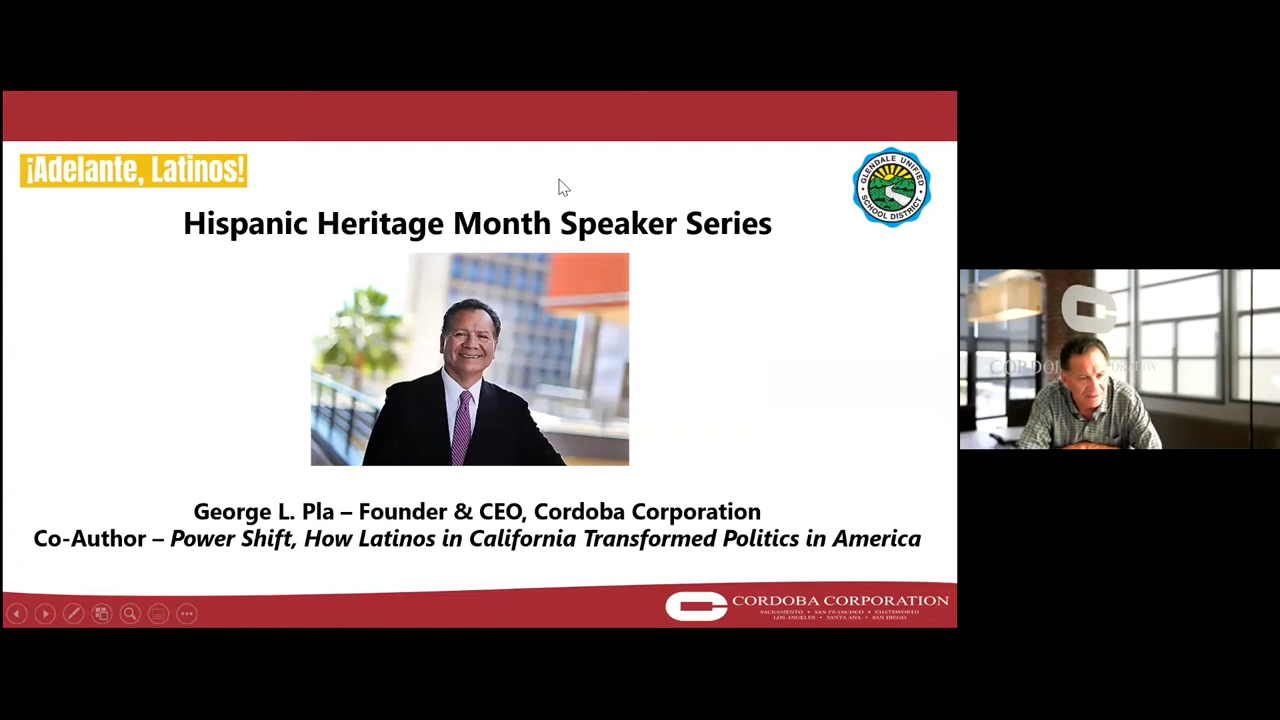 ¡Adelante, Latinos!
GLENDALE UNIFIED
SCHOOL DISTRICT
Hispanic Heritage Month Speaker Series
George L. Pla – Founder & CEO, Cordoba Corporation
Co-Author – Power Shift, How Latinos in California Transformed Politics in America
CORDOBA CORPORATION
SACRAMENTO • SAN FRANCISCO • CHATSWORTH
LOS ANGELES • SANTA ANA • SAN DIEGO